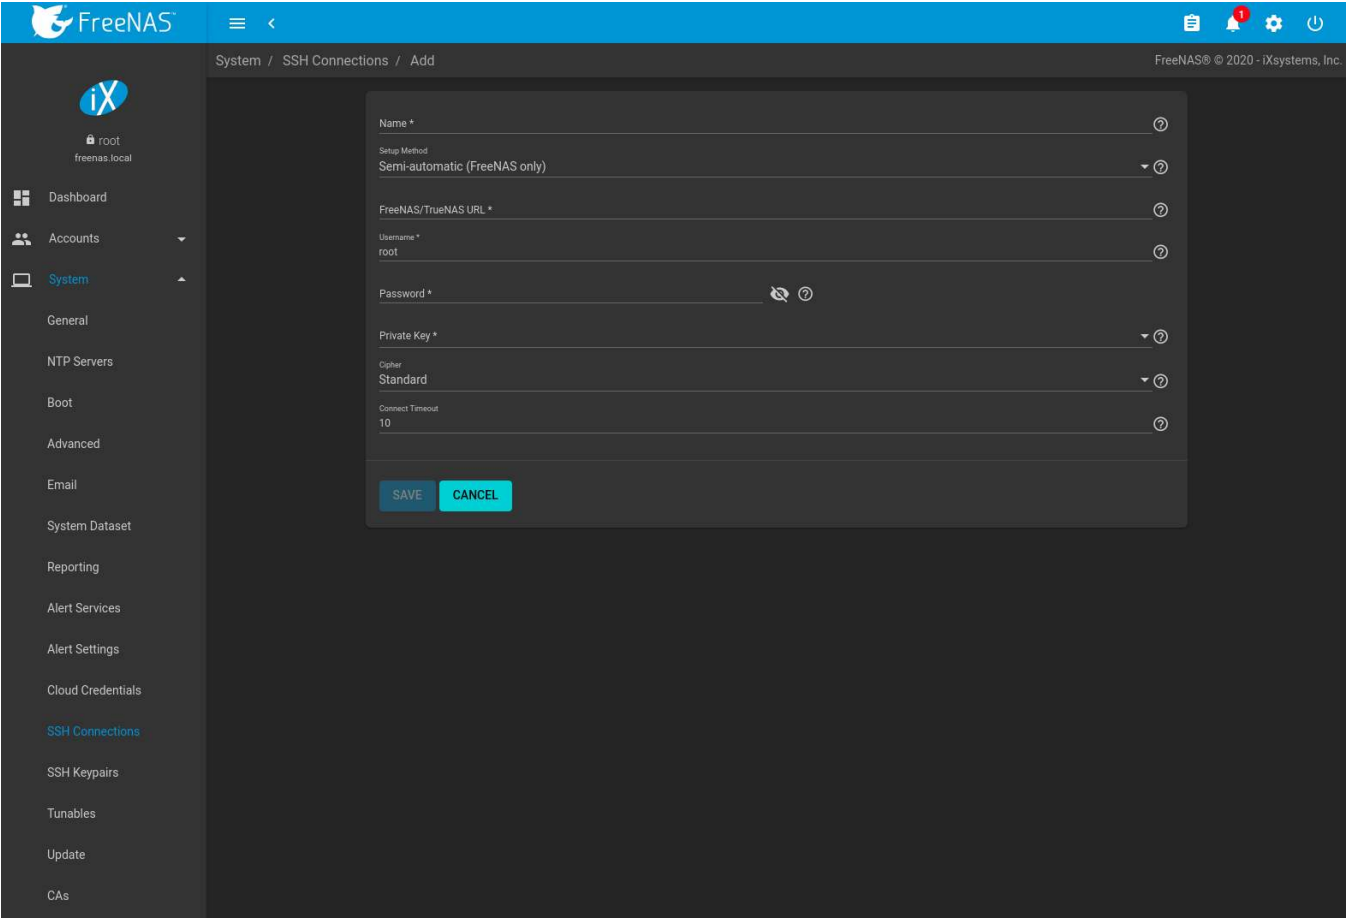 FreeNAS™
1
System / SSH Connections / Add
FreeNAS® © 2020 - iXsystems, Inc.
iX
root
freenas.local
Dashboard
Accounts
System
General
NTP Servers
Boot
Advanced
Email
System Dataset
Reporting
Alert Services
Alert Settings
Cloud Credentials
SSH Connections
SSH Keypairs
Tunables
Update
CAs
Name *
Setup Method
Semi-automatic (FreeNAS only)
FreeNAS/TrueNAS URL *
Username *
root
Password *
Private Key *
Cipher
Standard
Connect Timeout
10
SAVE CANCEL